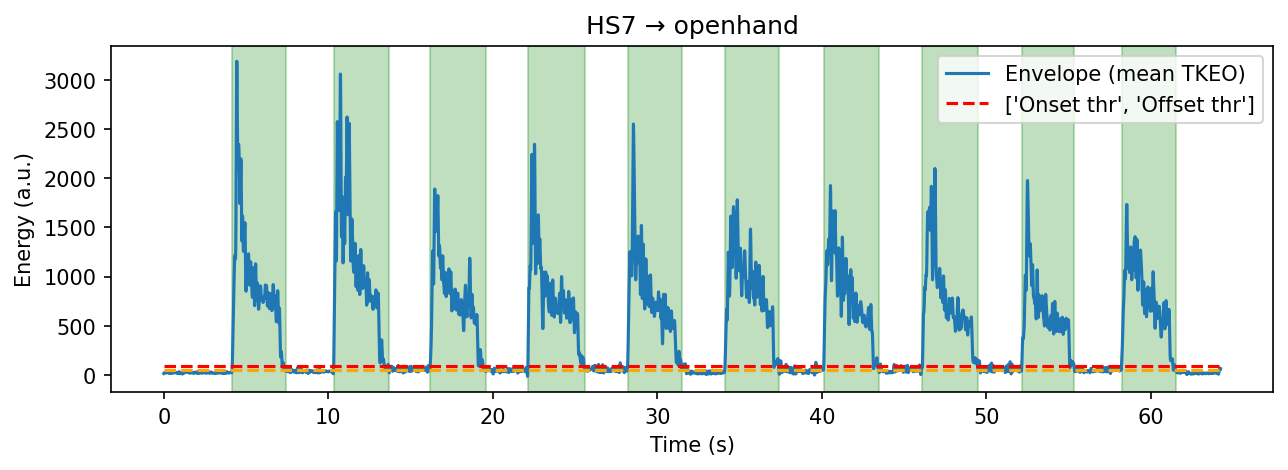 HS7 → openhand
Envelope (mean TKEO)
['Onset thr', 'Offset thr']
Energy (a.u.)
3000
2500
2000
1500
1000
500
0
0 10 20 30 40 50 60
Time (s)